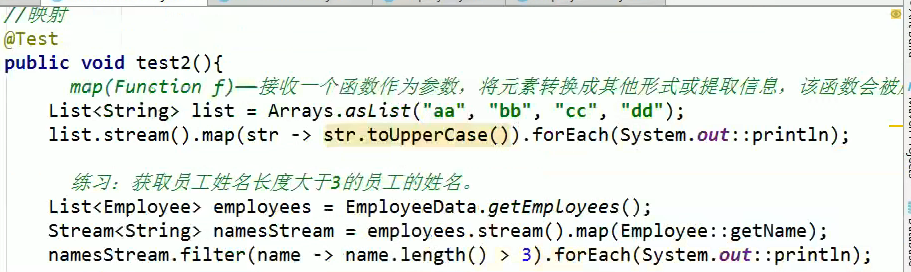 //映射
@Test
public void test2(){
map(Function f)——接收一个函数作为参数，将元素转换成其他形式或提取信息，该函数会被
List<String> list = Arrays.asList("aa", "bb", "cc", "dd");
list.stream().map(str -> str.toUpperCase()).forEach(System.out::println);
练习：获取员工姓名长度大于3的员工的姓名。
List<Employee> employees = EmployeeData.getEmployees();
Stream<String> namesStream = employees.stream().map(Employee::getName);
namesStream.filter(name -> name.length() > 3).forEach(System.out::println);